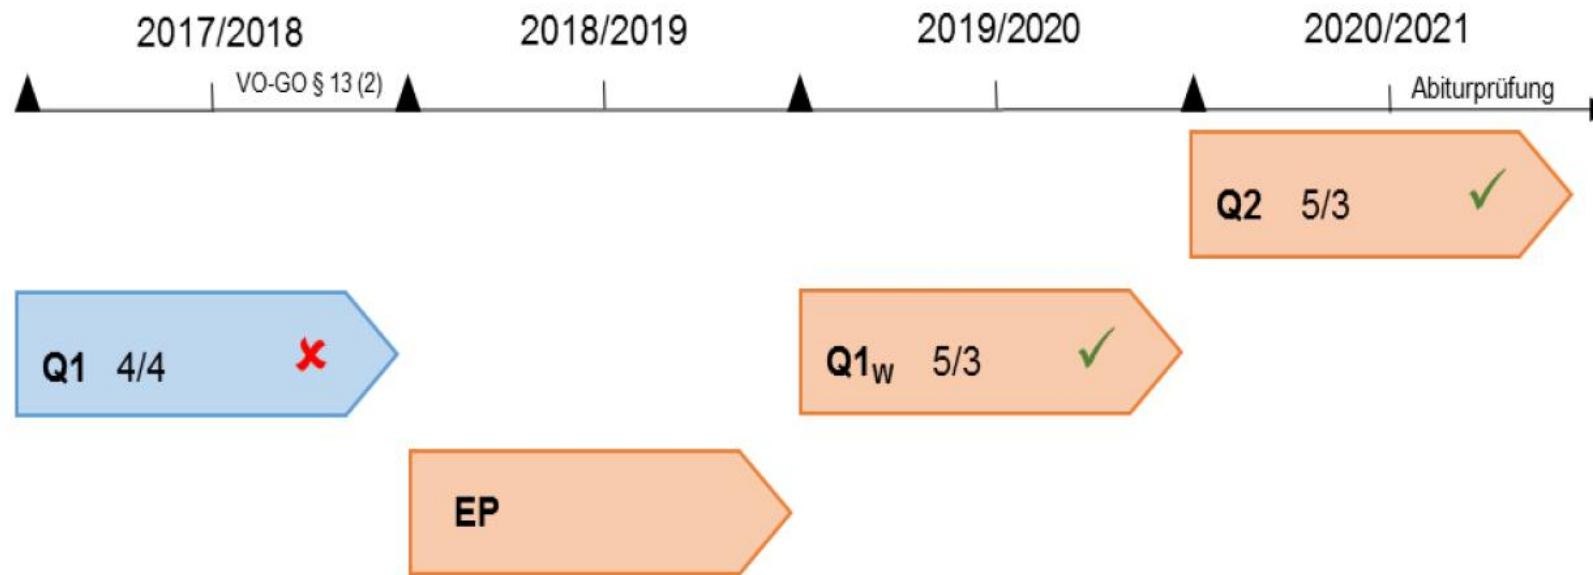 2017/2018 2018/2019 2019/2020 2020/2021
VO-GO § 13 (2) Abiturprüfung
Q2 5/3 ✓
Q1 4/4 ✘ Q1W 5/3 ✓
EP